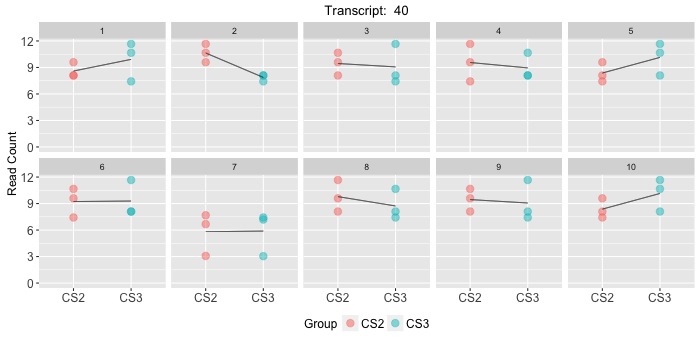 Transcript: 40
1 2 3 4 5
12
9
6
3
0
6 7 8 9 10
12
9
6
3
0
Read Count
CS2 CS3 CS2 CS3 CS2 CS3 CS2 CS3 CS2 CS3
Group CS2 CS3